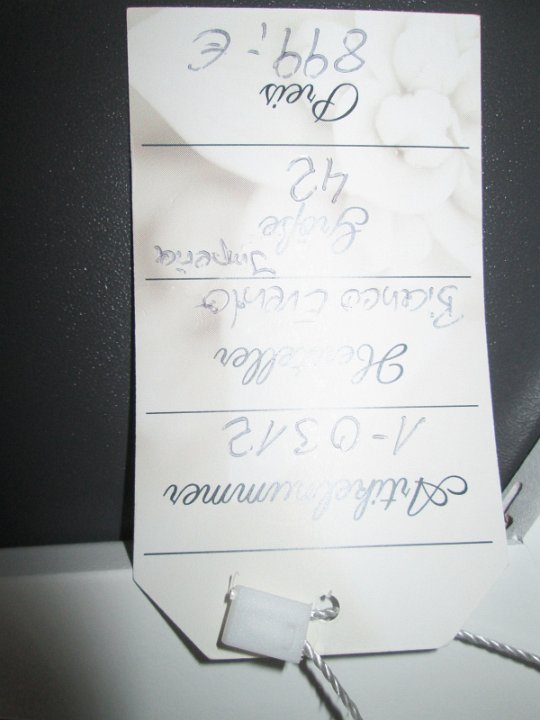 Artikelnummer
1-0312
Hersteller
Bianco Evento
Imperia
Größe
42
Preis
899,- €